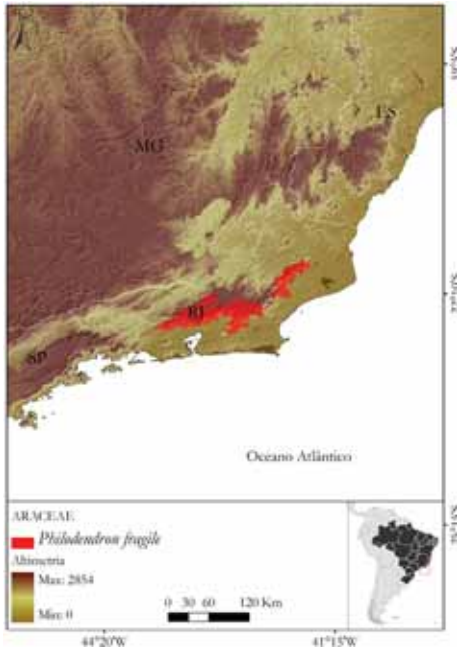 MG
ES
RJ
SP
Oceano Atlântico
ARACEAE
Philodendron fragile
Altimetria
Max: 2854
Min: 0
0 30 60 120 Km
44°20'W
41°15'W